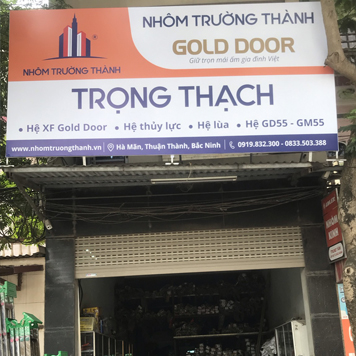 NHÔM TRƯỜNG THÀNH
NHÔM TRƯỜNG THÀNH
GOLD DOOR
Giữ trọn mái ấm gia đình Việt
TRỌNG THẠCH
• Hệ XF Gold Door • Hệ thủy lực • Hệ lùa • Hệ GD55 - GM55
www.nhomtruongthanh.vn Hà Mãn, Thuận Thành, Bắc Ninh 0919.832.300 - 0833.503.388